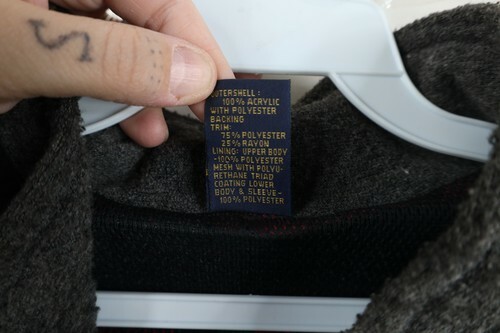 S
OUTERSHELL:
100% ACRYLIC
WITH POLYESTER
BACKING
TRIM:
75% POLYESTER
25% RAYON
LINING: UPPER BODY
-100% POLYESTER
MESH WITH POLYU-
RETHANE TRIAD
COATING LOWER
BODY & SLEEVE-
100% POLYESTER